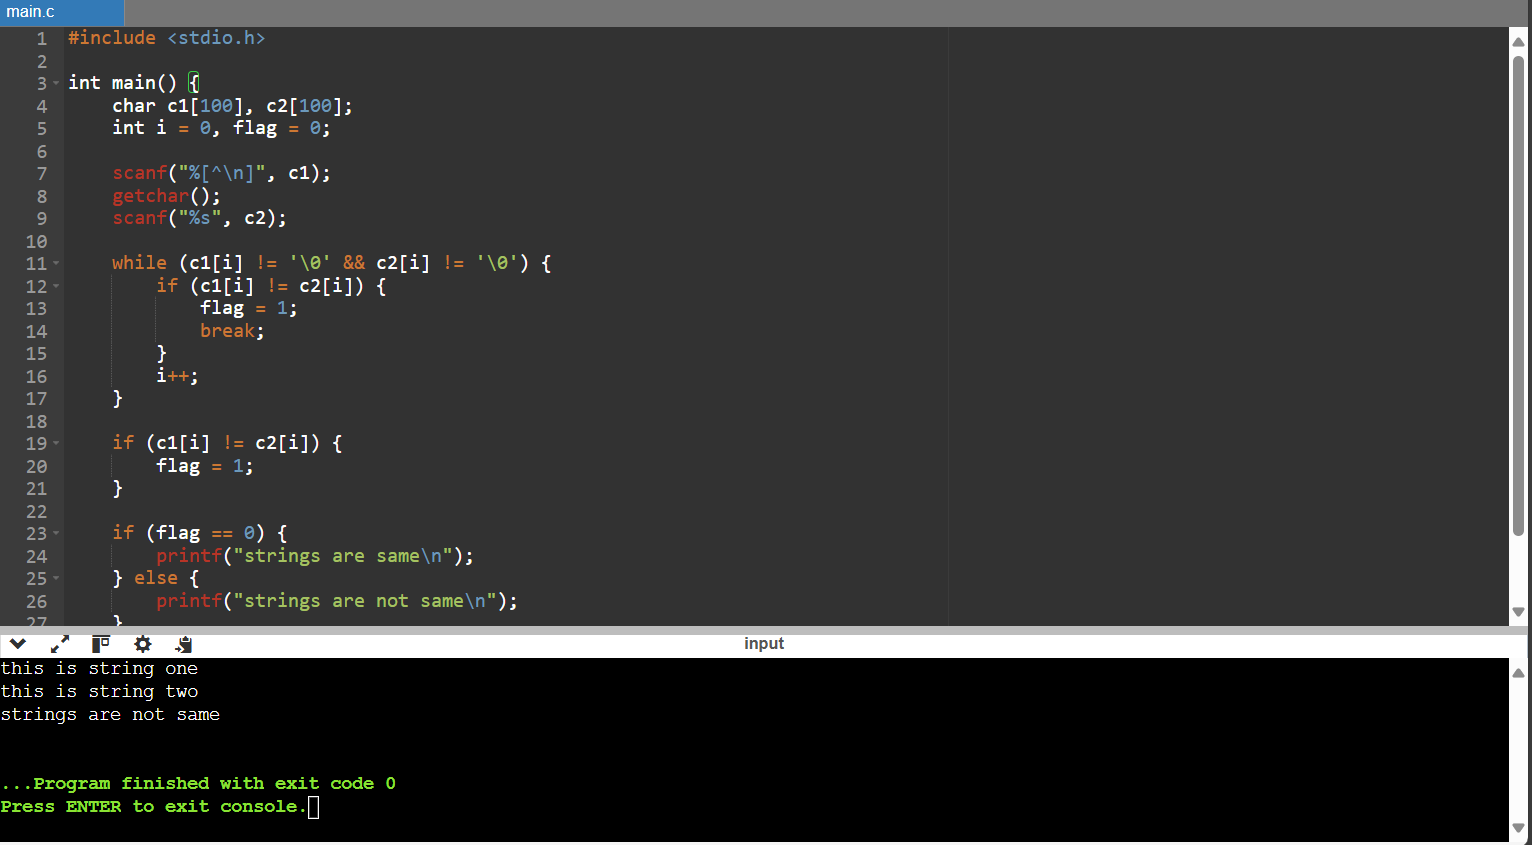 main.c
1 #include <stdio.h>
2
3 int main() {
4     char c1[100], c2[100];
5     int i = 0, flag = 0;
6
7     scanf("%[^\n]", c1);
8     getchar();
9     scanf("%s", c2);
10
11     while (c1[i] != '\0' && c2[i] != '\0') {
12         if (c1[i] != c2[i]) {
13             flag = 1;
14             break;
15         }
16         i++;
17     }
18
19     if (c1[i] != c2[i]) {
20         flag = 1;
21     }
22
23     if (flag == 0) {
24         printf("strings are same\n");
25     } else {
26         printf("strings are not same\n");
27     }
input
this is string one
this is string two
strings are not same
...Program finished with exit code 0
Press ENTER to exit console.